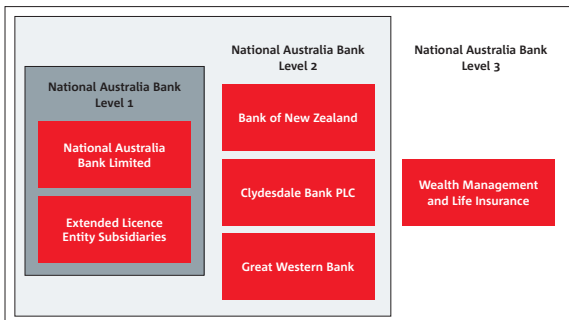 National Australia Bank
Level 1
National Australia
Bank Limited
Extended Licence
Entity Subsidiaries
National Australia Bank
Level 2
Bank of New Zealand
Clydesdale Bank PLC
Great Western Bank
National Australia Bank
Level 3
Wealth Management
and Life Insurance